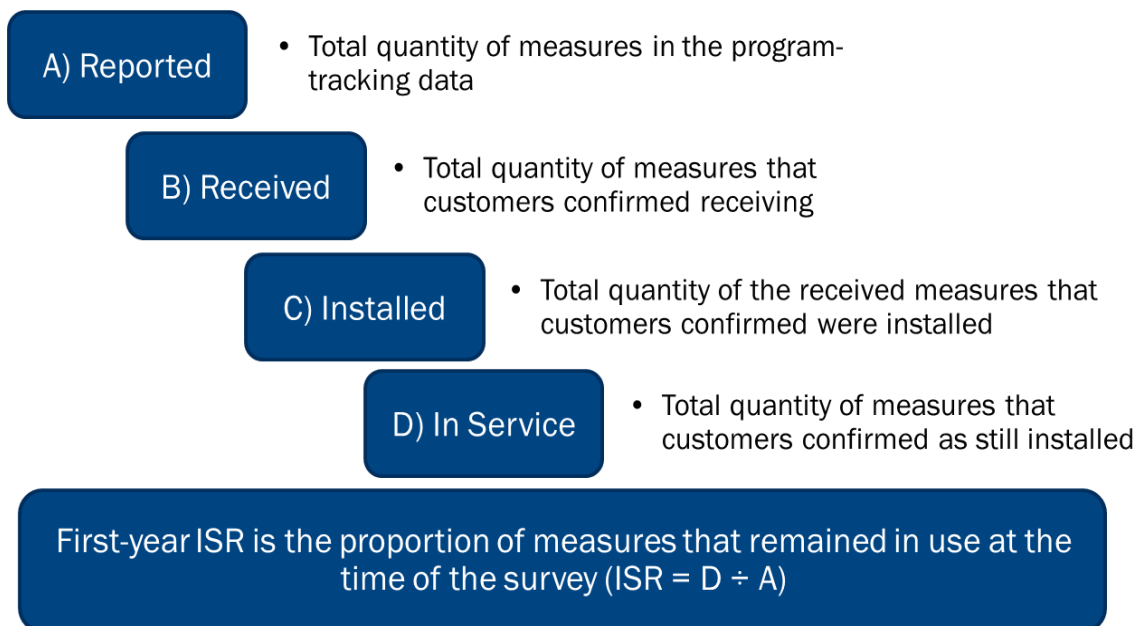 A) Reported
• Total quantity of measures in the program-
tracking data
B) Received
• Total quantity of measures that
customers confirmed receiving
C) Installed
• Total quantity of the received measures that
customers confirmed were installed
D) In Service
• Total quantity of measures that
customers confirmed as still installed
First-year ISR is the proportion of measures that remained in use at the
time of the survey (ISR = D ÷ A)